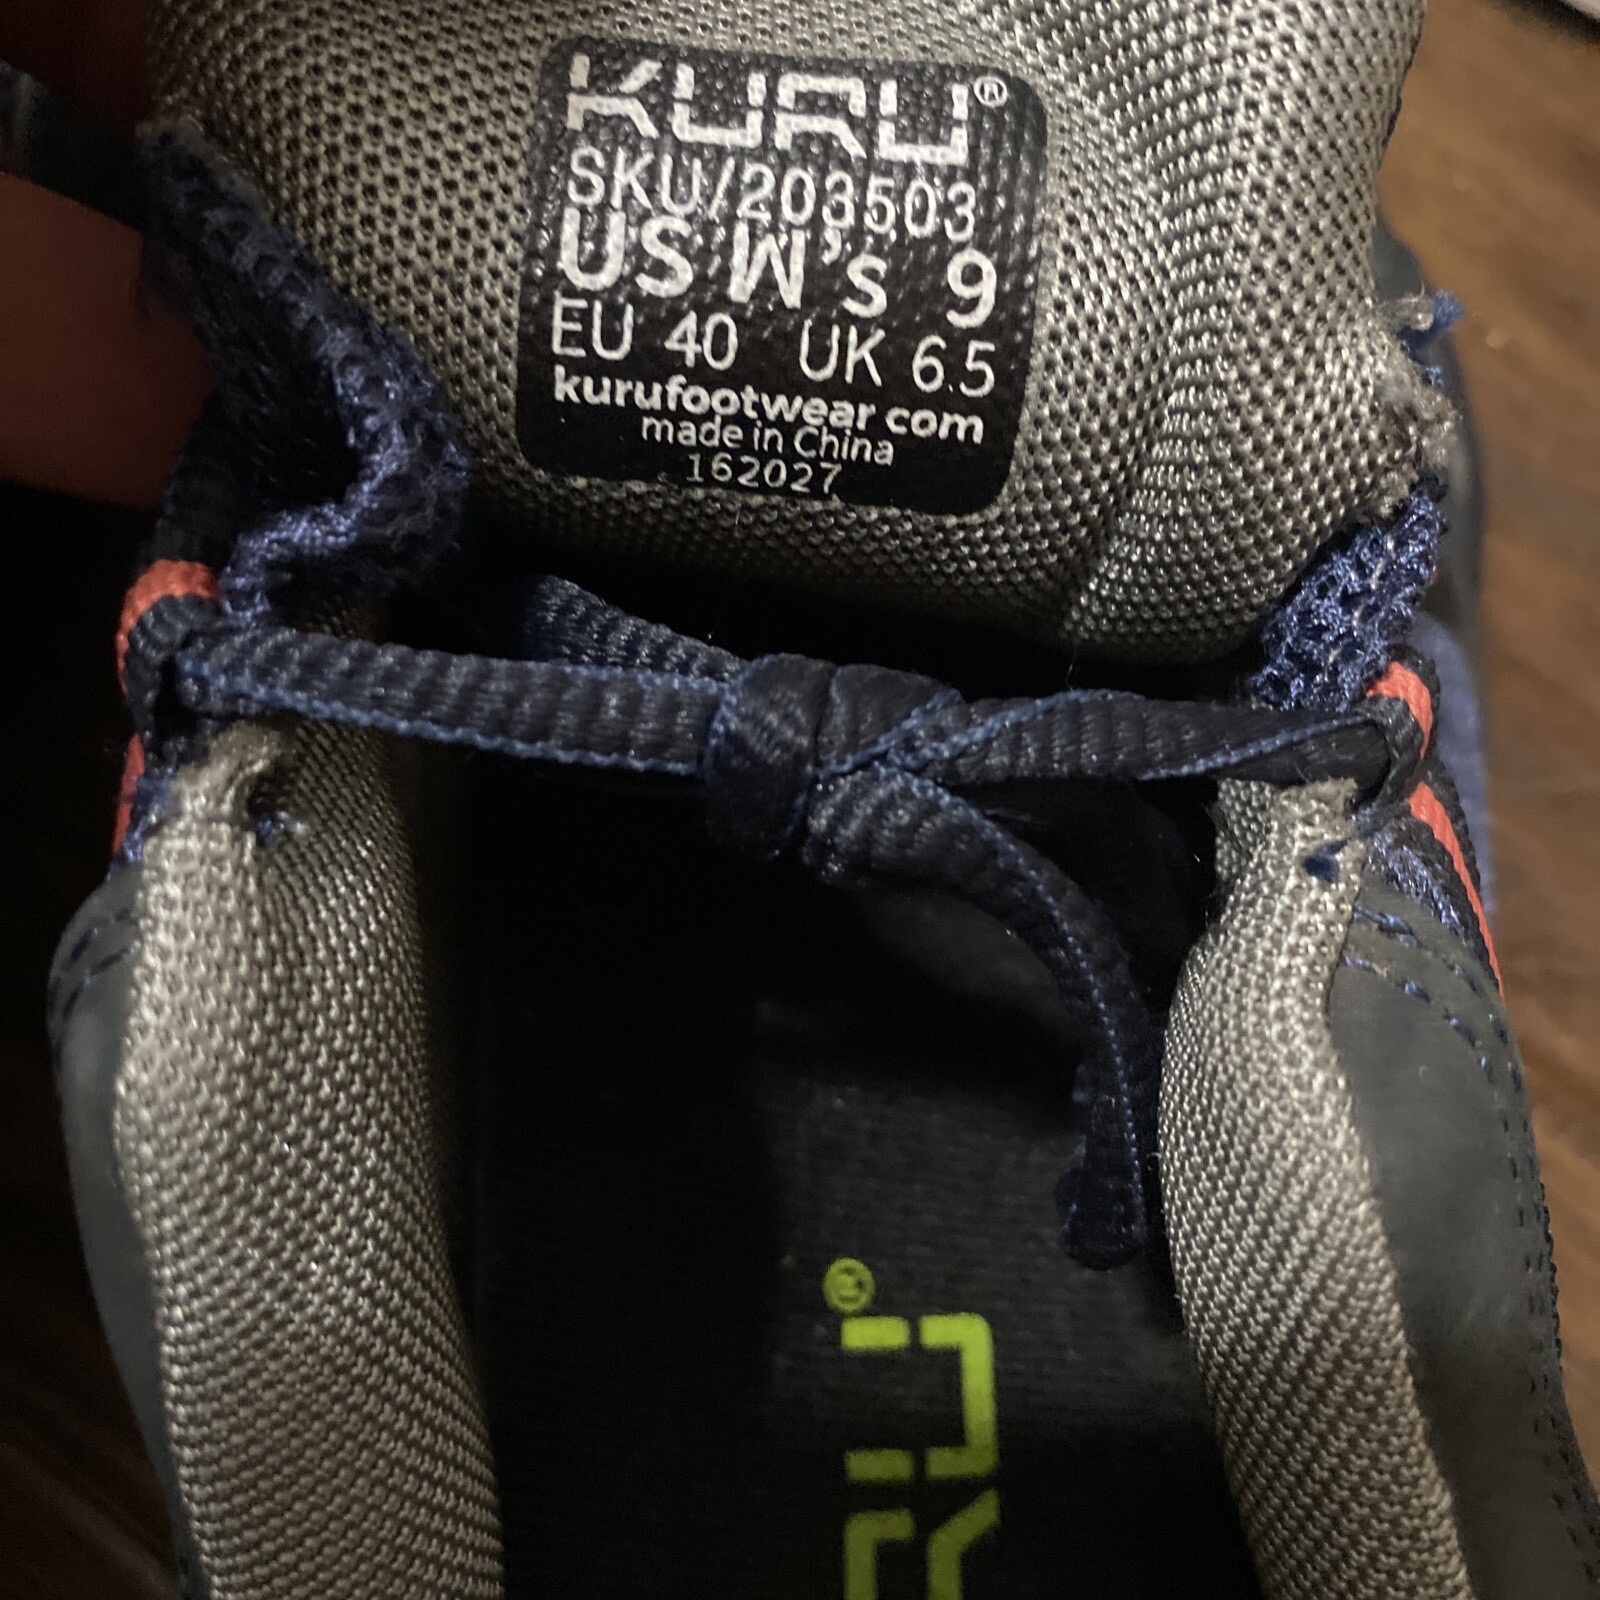 KURU®
SKU/203503
US W's 9
EU 40 UK 6.5
kurufootwear.com
made in China
162027